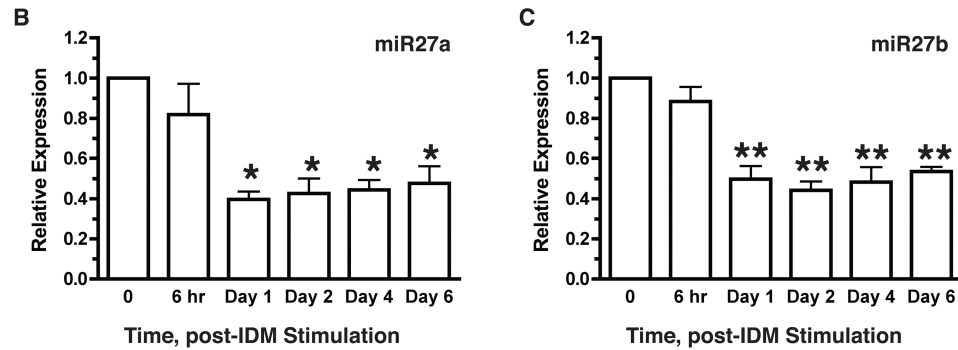 B
miR27a
Relative Expression
1.2
1.0
0.8
0.6
0.4
0.2
0.0
*
*
*
*
0 6 hr Day 1 Day 2 Day 4 Day 6
Time, post-IDM Stimulation
C
miR27b
Relative Expression
1.2
1.0
0.8
0.6
0.4
0.2
0.0
**
**
**
**
0 6 hr Day 1 Day 2 Day 4 Day 6
Time, post-IDM Stimulation